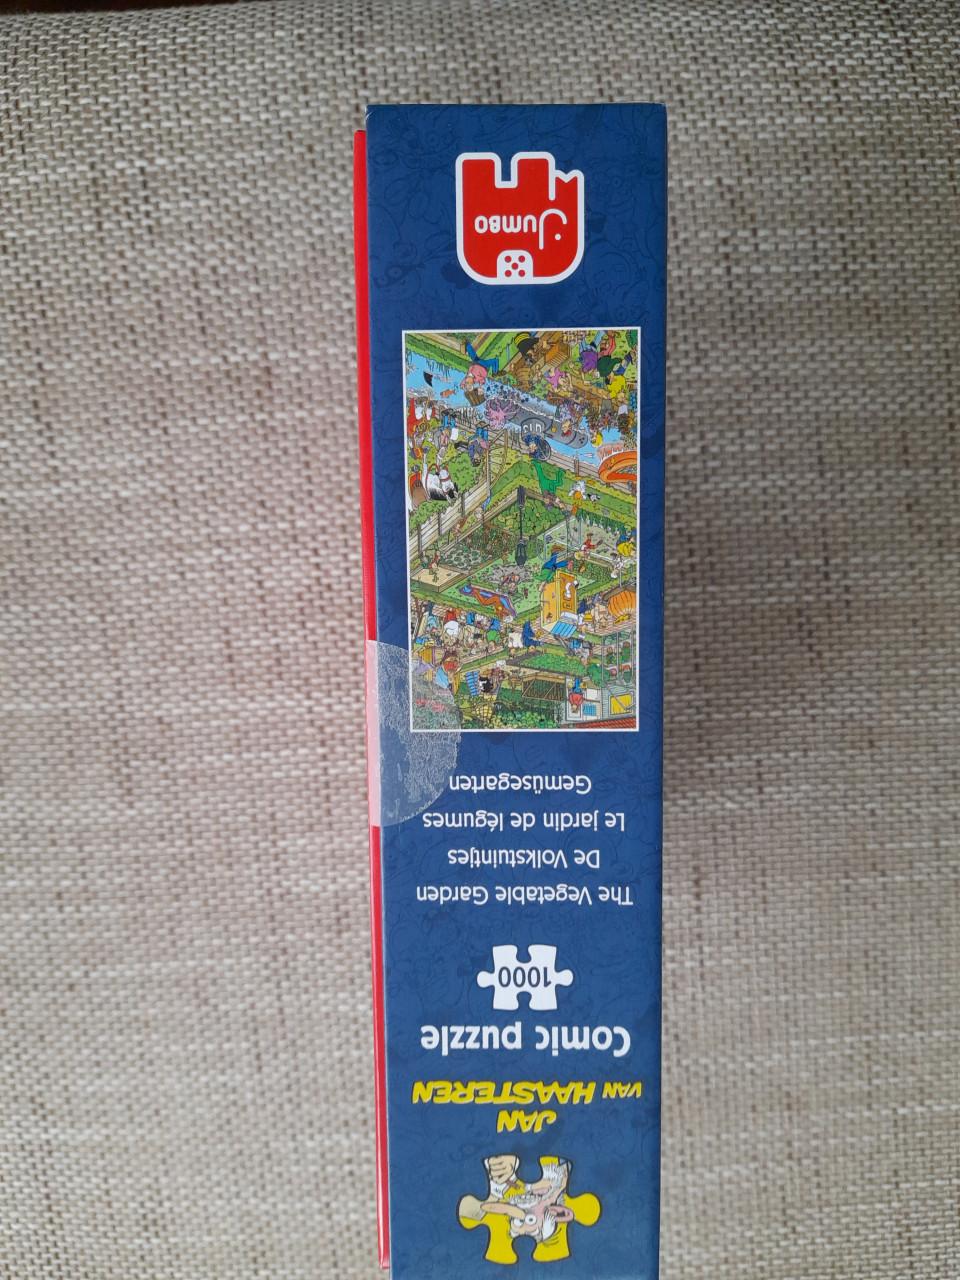 JAN
VAN HAASTEREN
Comic puzzle
1000
The Vegetable Garden
De Volkstuintjes
Le jardin de légumes
Gemüsegarten
JUMBO